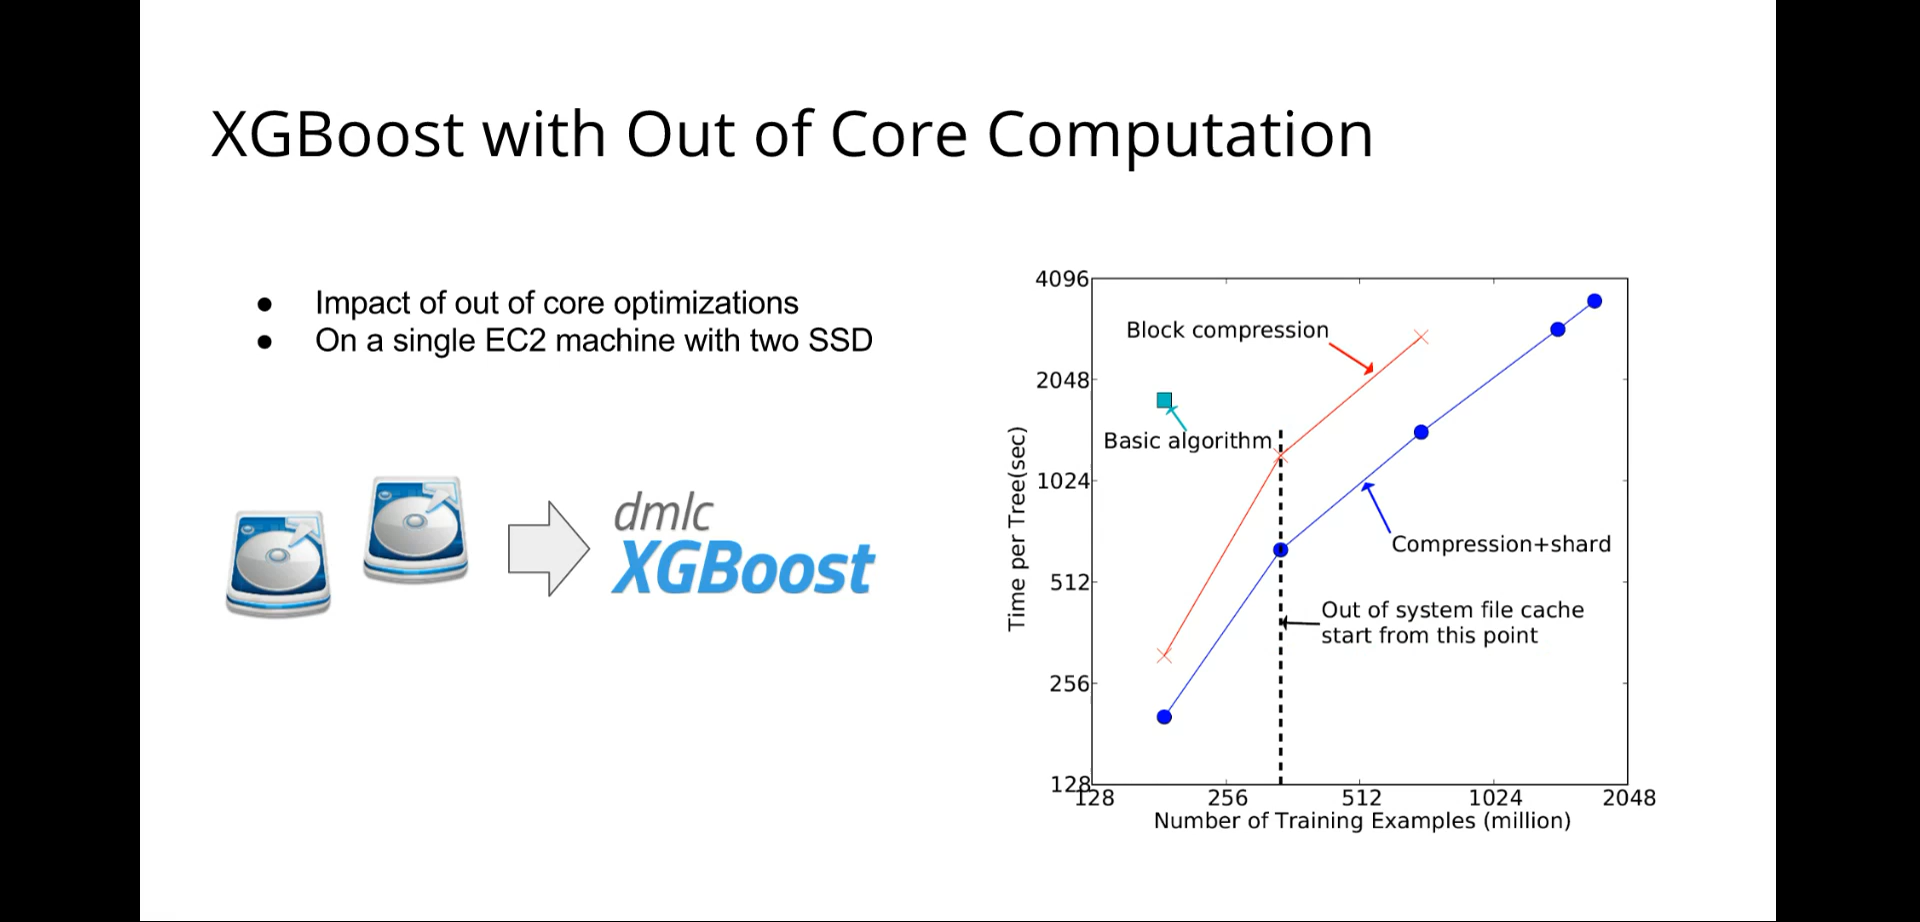 XGBoost with Out of Core Computation
● Impact of out of core optimizations
● On a single EC2 machine with two SSD
dmlc
XGBoost
4096
2048
1024
512
256
128
Time per Tree(sec)
Block compression
Basic algorithm
Compression+shard
Out of system file cache
start from this point
128 256 512 1024 2048
Number of Training Examples (million)